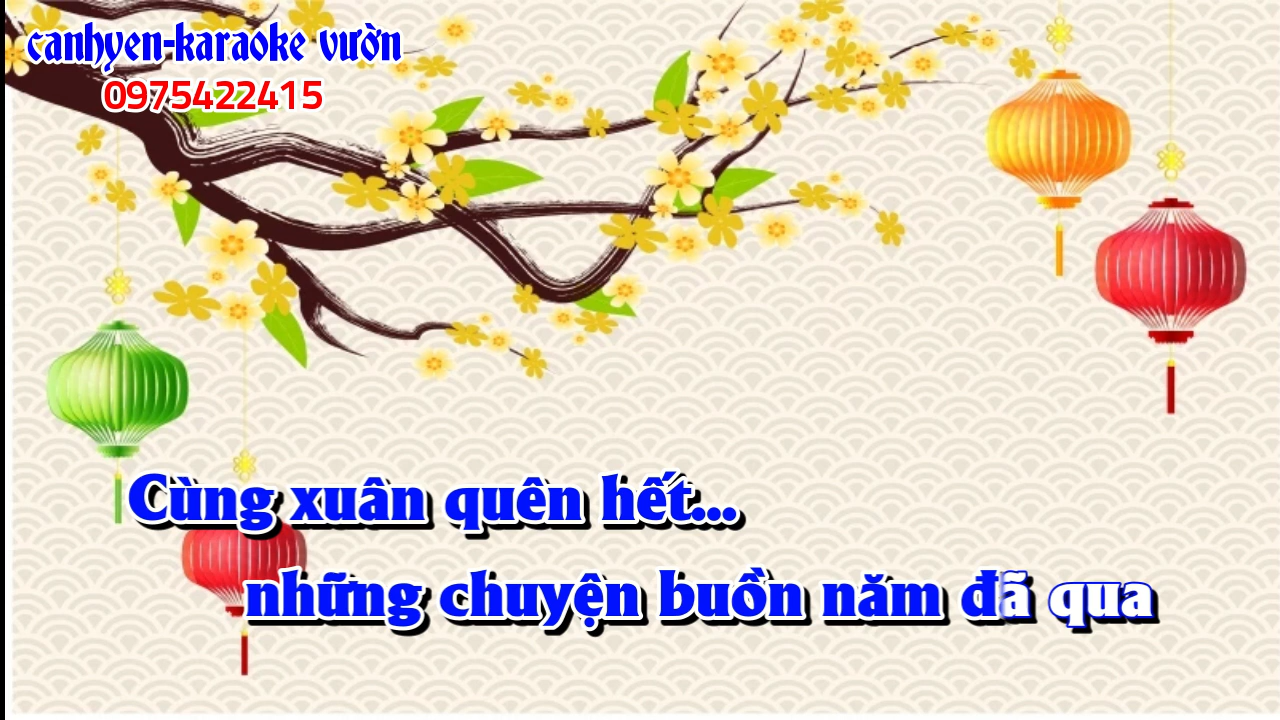 canhyen-karaoke vườn
0975422415
Cùng xuân quên hết...
những chuyện buồn năm đã qua